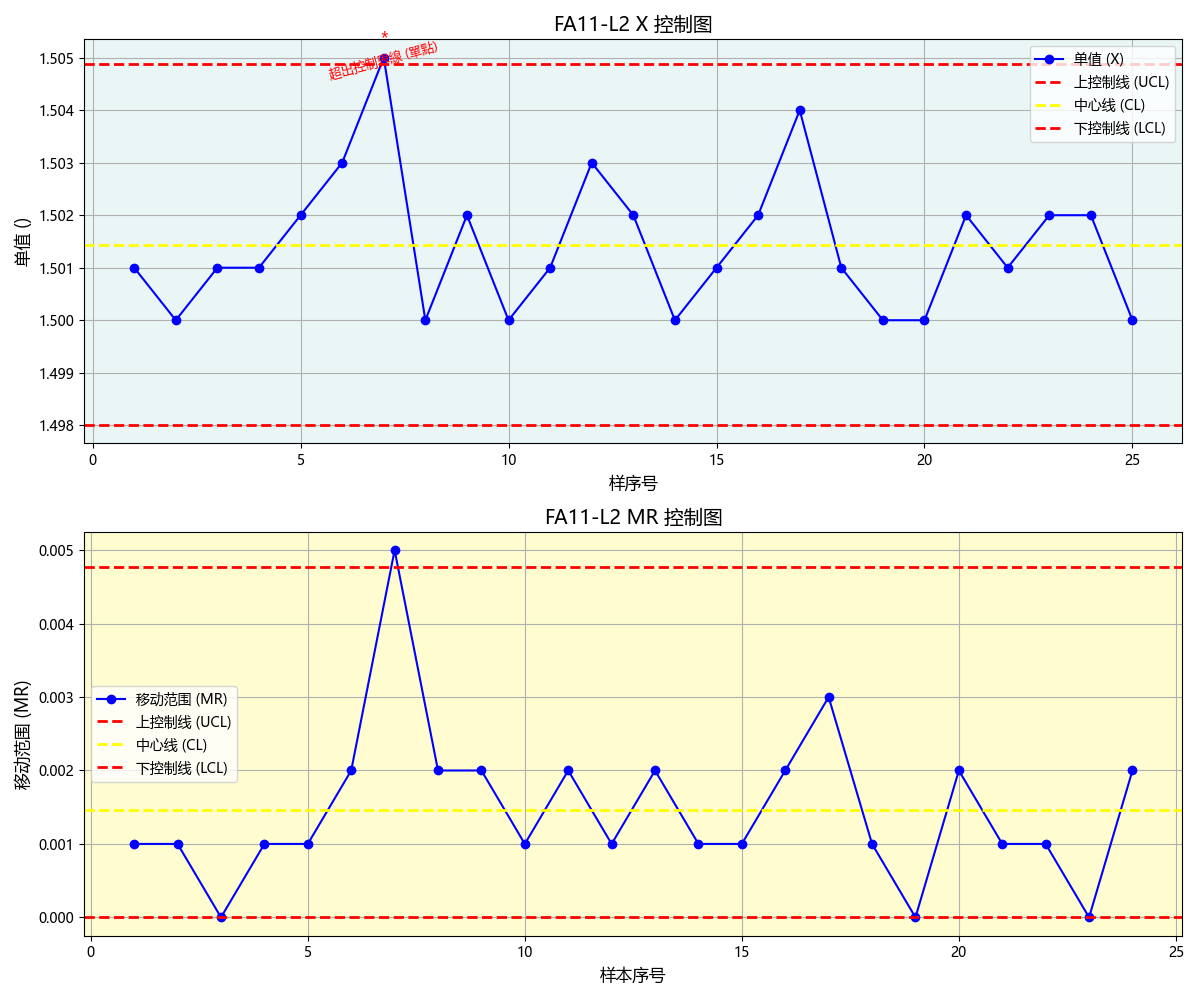 FA11-L2 X 控制图
*
超出控制界線 (單點)
单值 (X)
上控制线 (UCL)
中心线 (CL)
下控制线 (LCL)
单值 ()
1.505
1.504
1.503
1.502
1.501
1.500
1.499
1.498
0 5 10 15 20 25
样序号
FA11-L2 MR 控制图
移动范围 (MR)
0.005
0.004
0.003
0.002
0.001
0.000
移动范围 (MR)
上控制线 (UCL)
中心线 (CL)
下控制线 (LCL)
0 5 10 15 20 25
样本序号